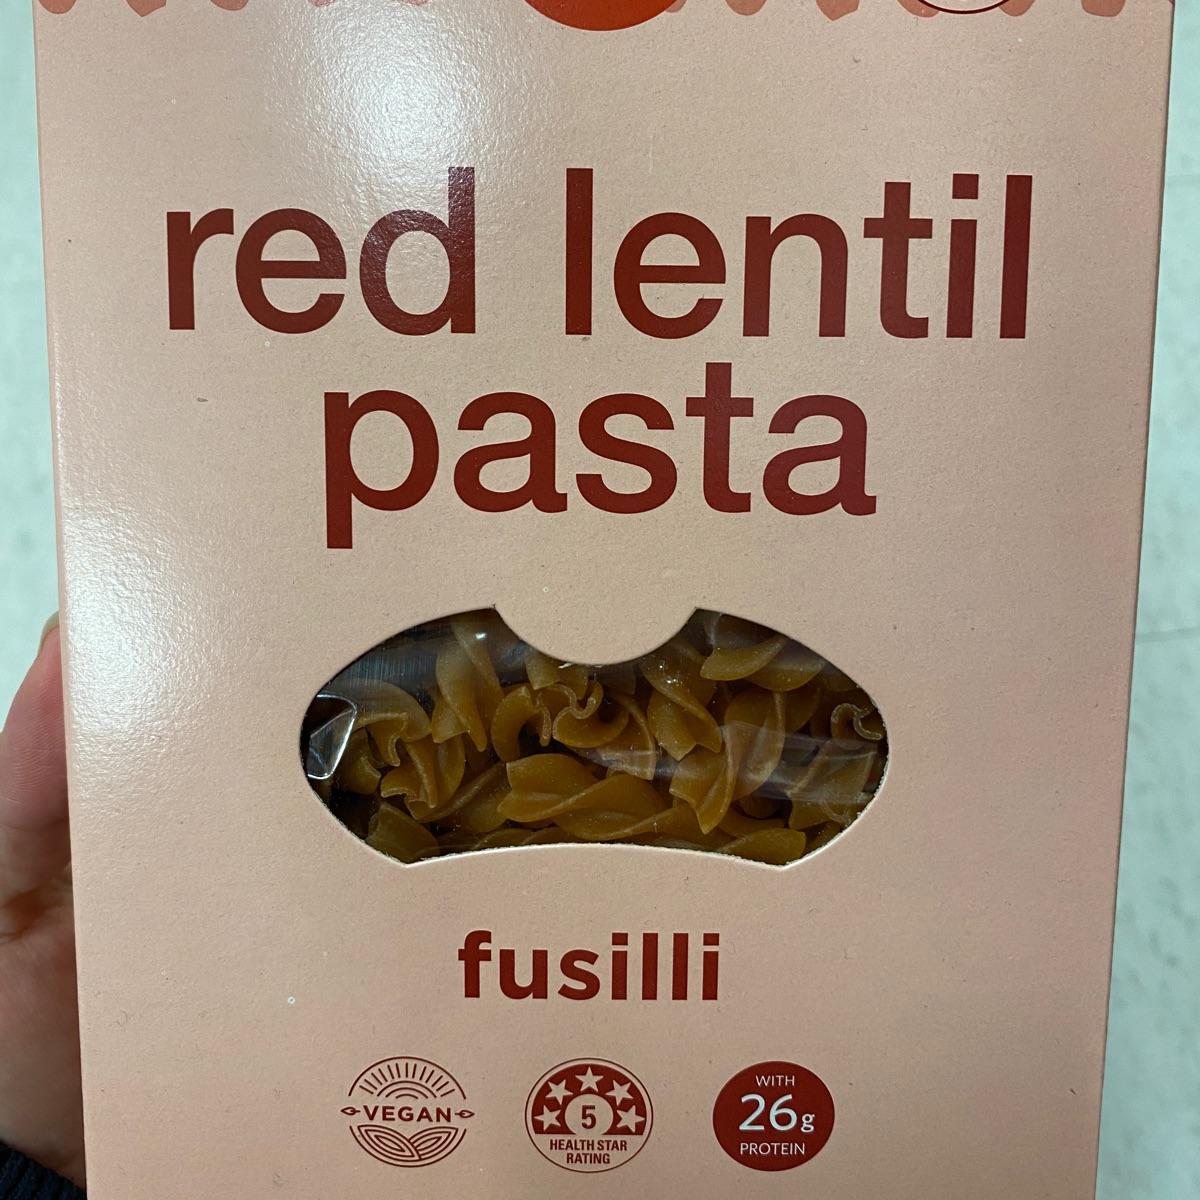 red lentil
pasta
fusilli
VEGAN
5
HEALTH STAR
RATING
WITH
26g
PROTEIN